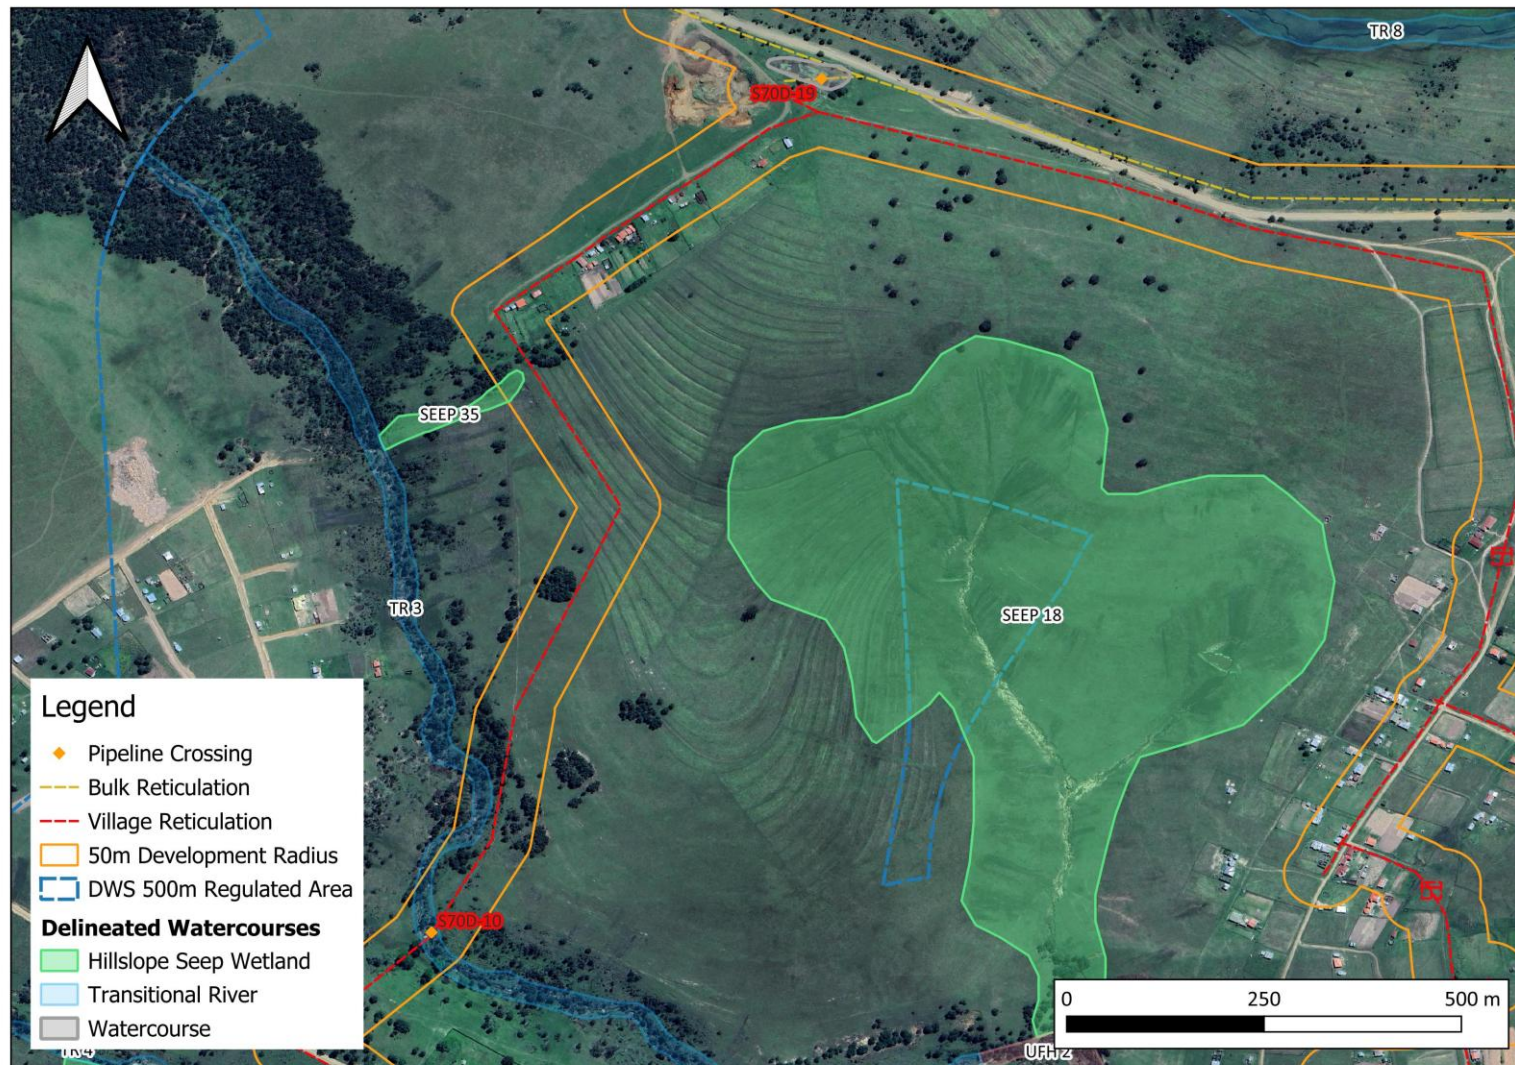 TR 8
S70D-19
SEEP 35
TR 3
SEEP 18
Legend
Pipeline Crossing
Bulk Reticulation
Village Reticulation
50m Development Radius
DWS 500m Regulated Area
Delineated Watercourses
Hillslope Seep Wetland
Transitional River
Watercourse
S70D-10
0 250 500 m
TR 4
UFH 2